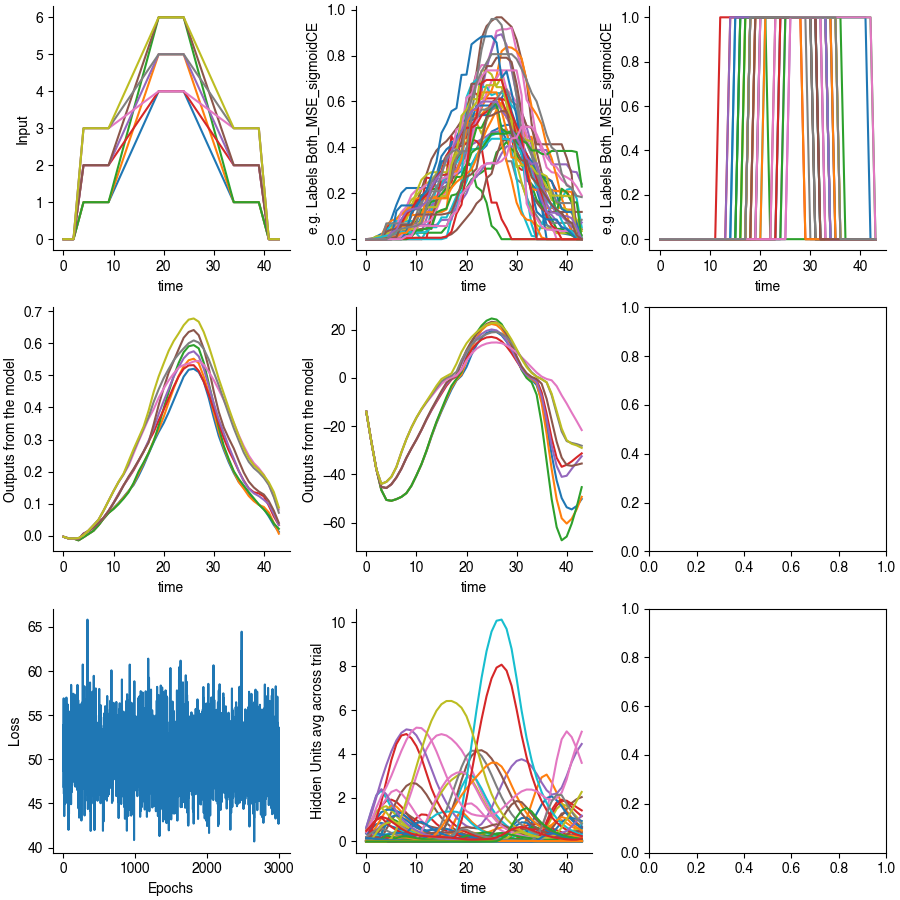 Input
6
5
4
3
2
1
0
0 10 20 30 40
time
e.g. Labels Both_MSE_sigmoidCE
1.0
0.8
0.6
0.4
0.2
0.0
0 10 20 30 40
time
e.g. Labels Both_MSE_sigmoidCE
1.0
0.8
0.6
0.4
0.2
0.0
0 20 30 40
time
Outputs from the model
0.7
0.6
0.5
0.4
0.3
0.2
0.1
0.0
0 10 20 30 40
time
Outputs from the model
20
0
−20
−40
−60
0 10 20 30 40
time
1.0
0.8
0.6
0.4
0.2
0.0
0.0 0.2 0.4 0.6 0.8 1.0
Loss
65
60
55
50
45
40
0 1000 2000 3000
Epochs
Hidden Units avg across trial
10
8
6
4
2
0
0 10 20 30 40
time
1.0
0.8
0.6
0.4
0.2
0.0
0.0 0.2 0.4 0.6 0.8 1.0